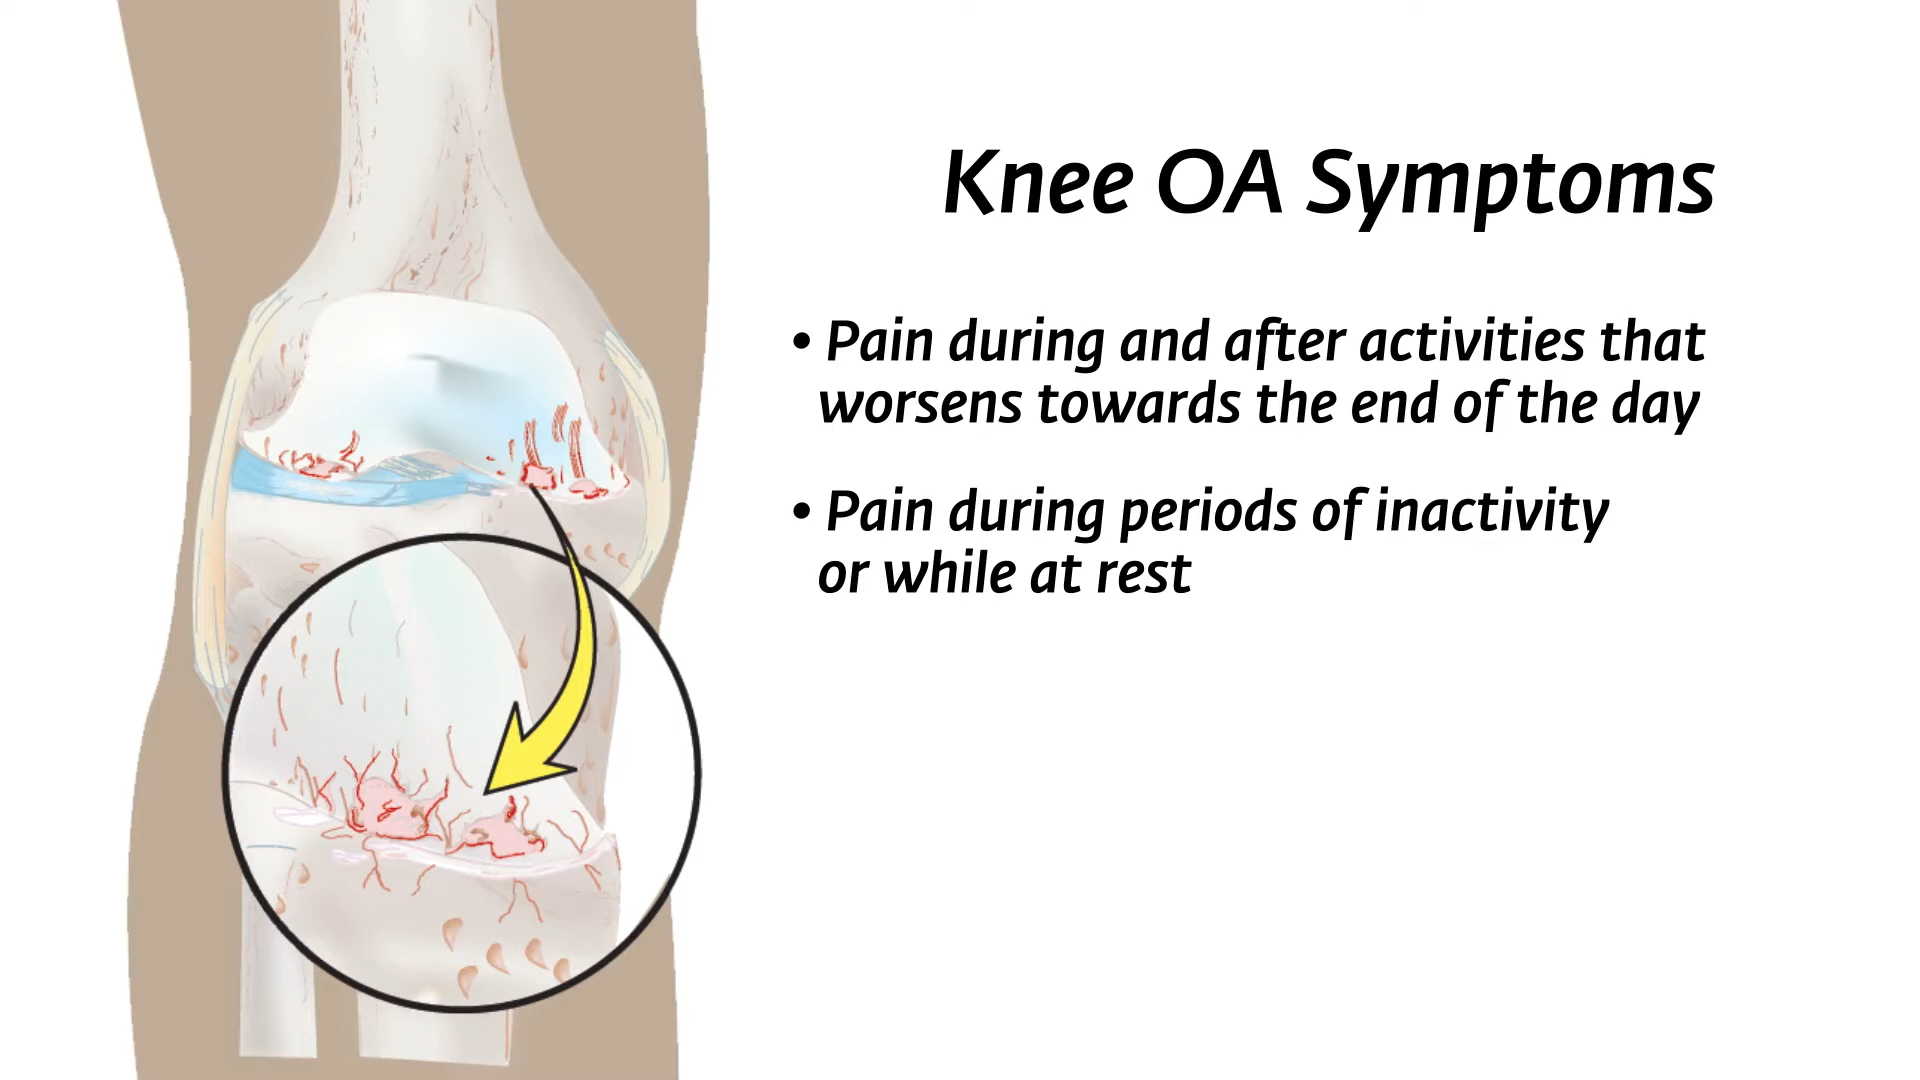 Knee OA Symptoms
• Pain during and after activities that
worsens towards the end of the day
• Pain during periods of inactivity
or while at rest